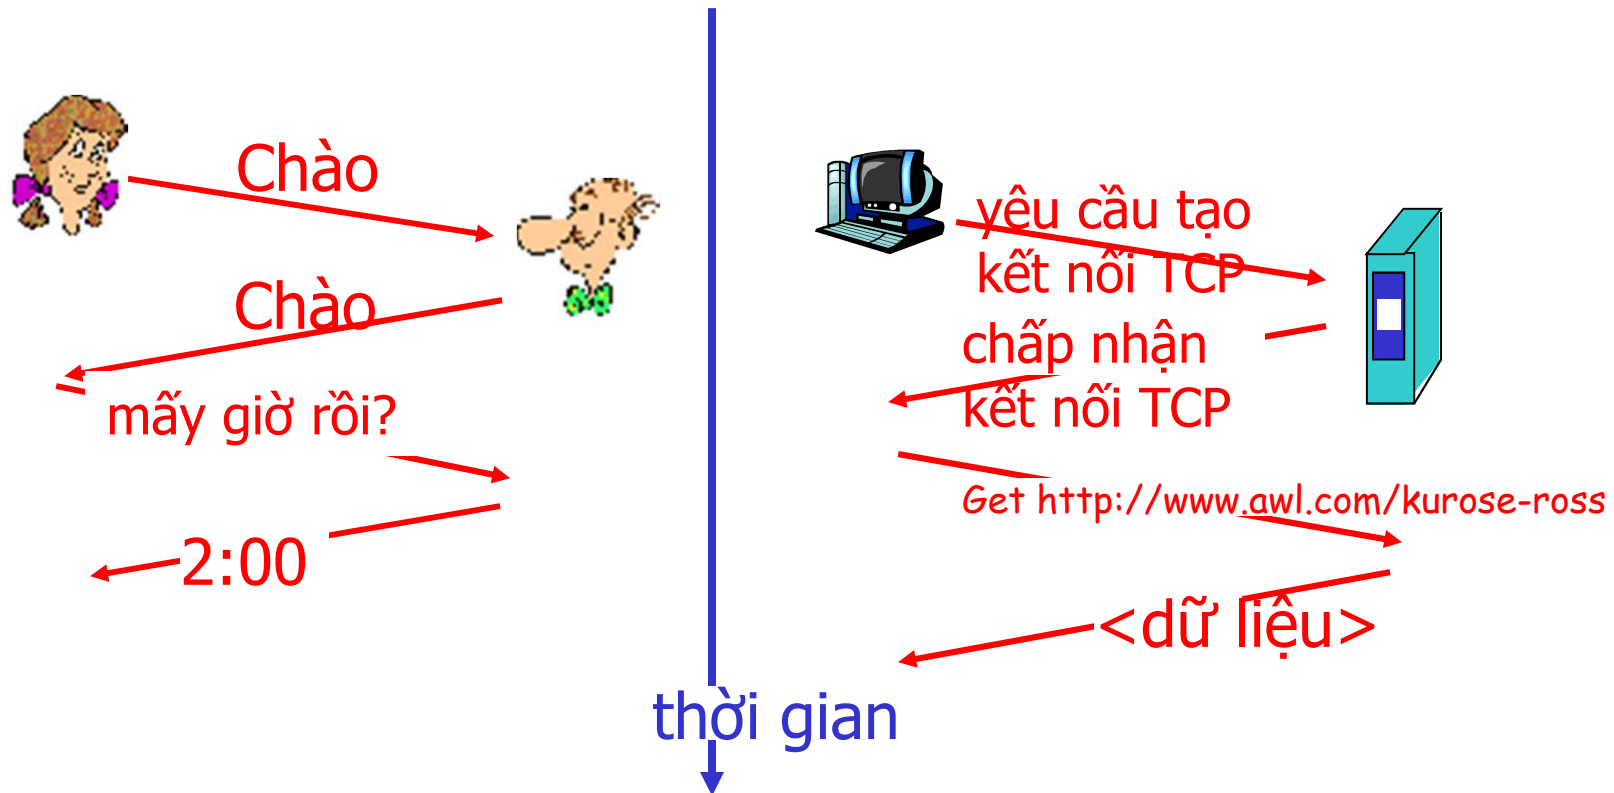 Chào
Chào
mấy giờ rồi?
2:00
yêu cầu tạo
kết nối TCP
chấp nhận
kết nối TCP
Get http://www.awl.com/kurose-ross
<dữ liệu>
thời gian